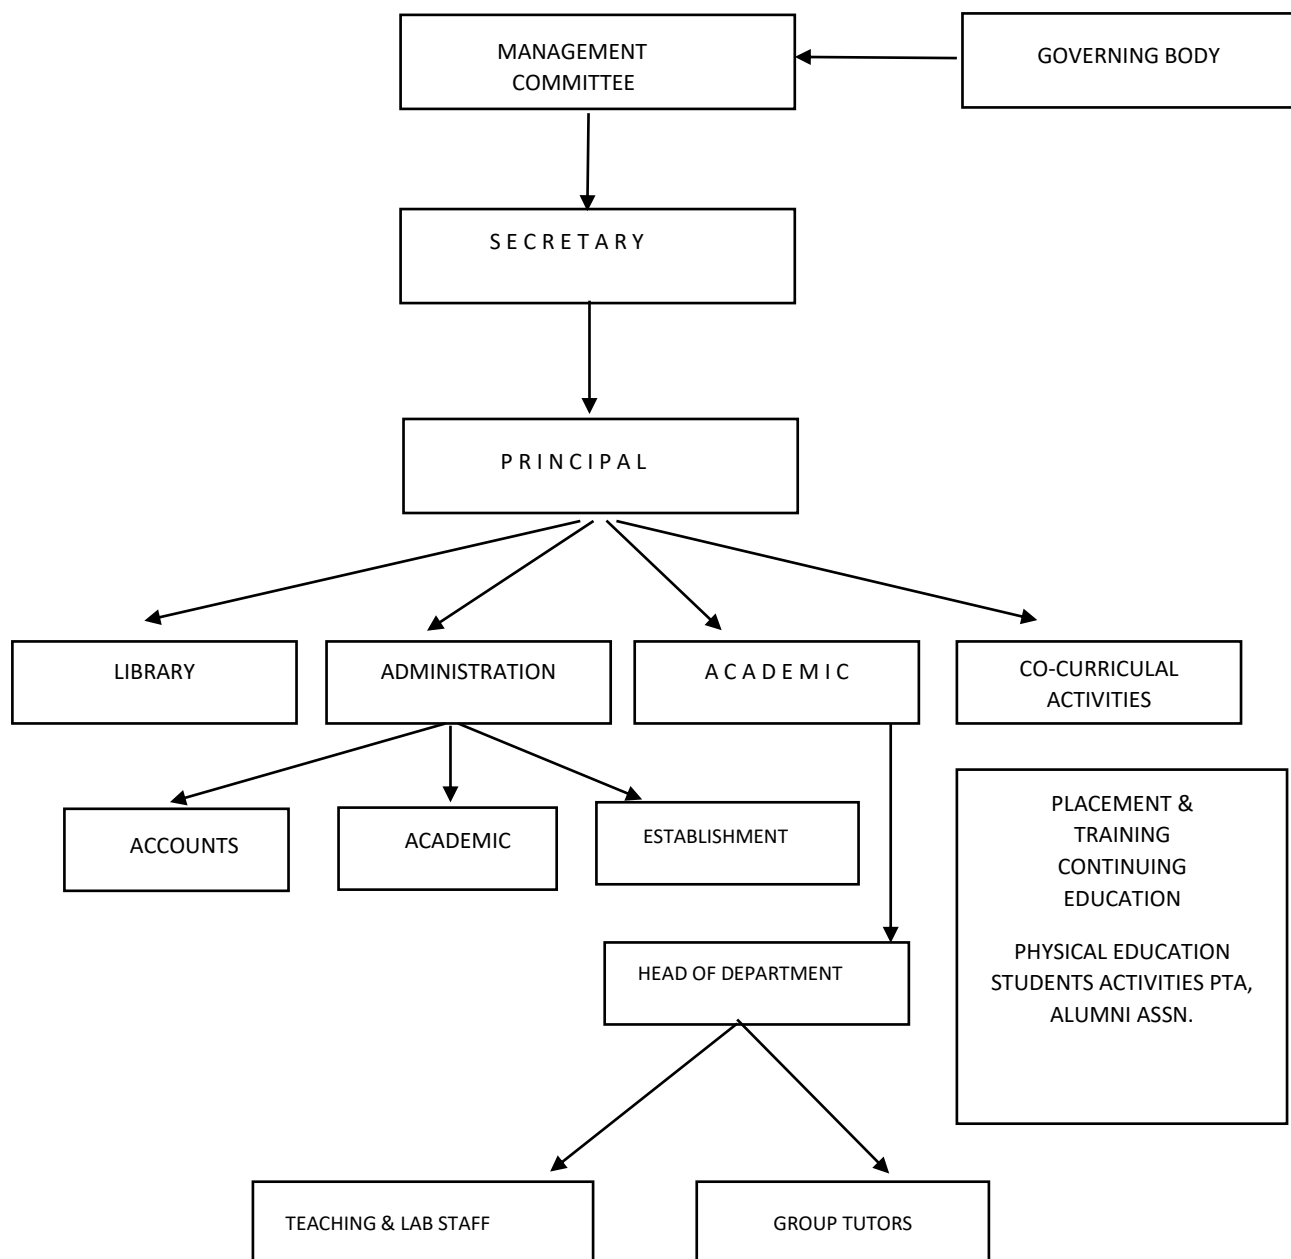 MANAGEMENT
COMMITTEE
GOVERNING BODY
S E C R E T A R Y
P R I N C I P A L
LIBRARY
ADMINISTRATION
A C A D E M I C
CO-CURRICULAL
ACTIVITIES
ACCOUNTS
ACADEMIC
ESTABLISHMENT
PLACEMENT &
TRAINING
CONTINUING
EDUCATION
PHYSICAL EDUCATION
STUDENTS ACTIVITIES PTA,
ALUMNI ASSN.
HEAD OF DEPARTMENT
TEACHING & LAB STAFF
GROUP TUTORS